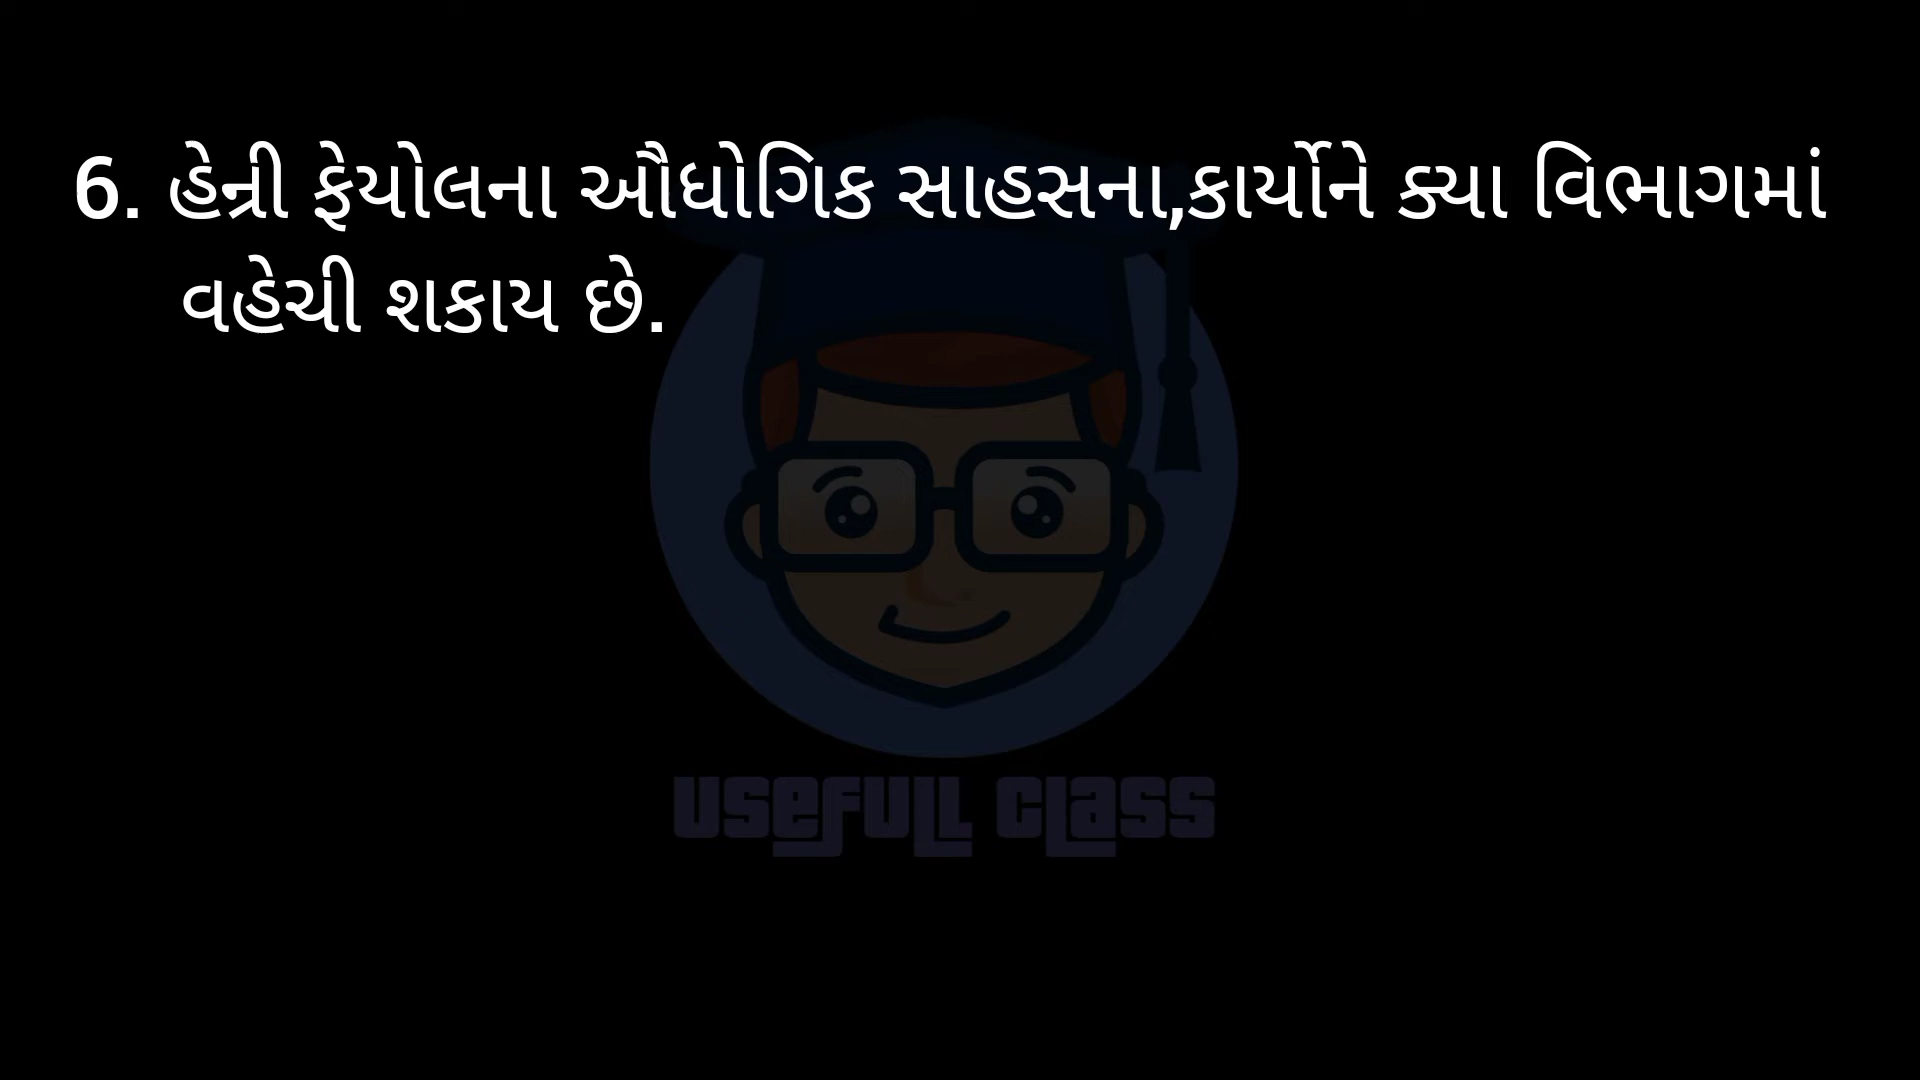 6. હેન્રી ફેયોલના ઔધોગિક સાહસના,કાર્યોને ક્યા વિભાગમાં
વહેચી શકાય છે.
USEFULL CLASS